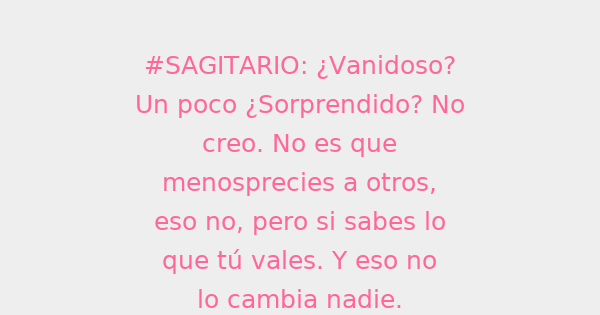 #SAGITARIO: ¿Vanidoso?
Un poco ¿Sorprendido? No
creo. No es que
menosprecies a otros,
eso no, pero si sabes lo
que tú vales. Y eso no
lo cambia nadie.